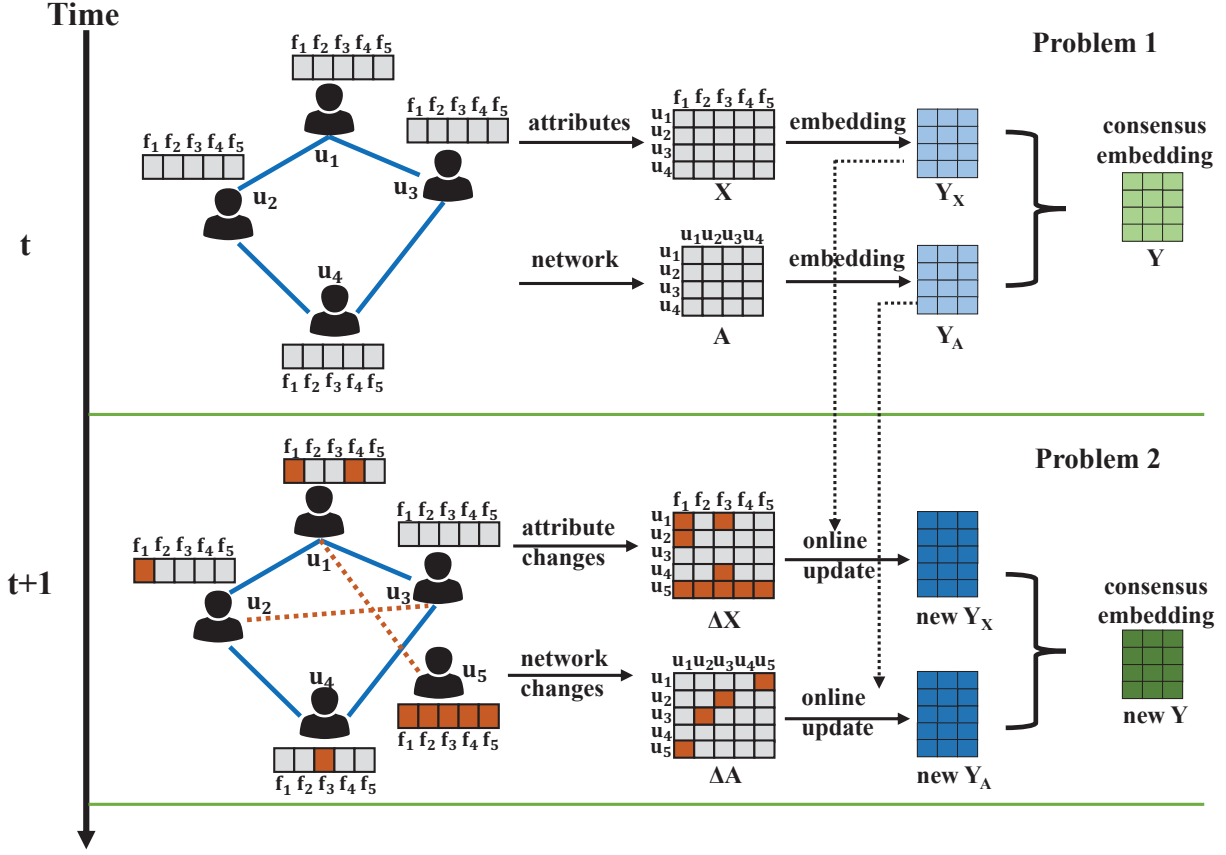 Time
Problem 1
f₁ f₂ f₃ f₄ f₅
f₁ f₂ f₃ f₄ f₅
f₁ f₂ f₃ f₄ f₅
u₁
u₂
u₃
u₄
f₁ f₂ f₃ f₄ f₅
t
attributes
f₁ f₂ f₃ f₄ f₅
u₁
u₂
u₃
u₄
X
embedding
Y_X
network
u₁u₂u₃u₄
u₁
u₂
u₃
u₄
A
embedding
Y_A
consensus
embedding
Y
Problem 2
t+1
f₁ f₂ f₃ f₄ f₅
f₁ f₂ f₃ f₄ f₅
f₁ f₂ f₃ f₄ f₅
u₁
u₂
u₃
u₄
u₅
f₁ f₂ f₃ f₄ f₅
f₁ f₂ f₃ f₄ f₅
attribute
changes
f₁ f₂ f₃ f₄ f₅
u₁
u₂
u₃
u₄
u₅
ΔX
online
update
new Y_X
network
changes
u₁u₂u₃u₄u₅
u₁
u₂
u₃
u₄
u₅
ΔA
online
update
new Y_A
consensus
embedding
new Y